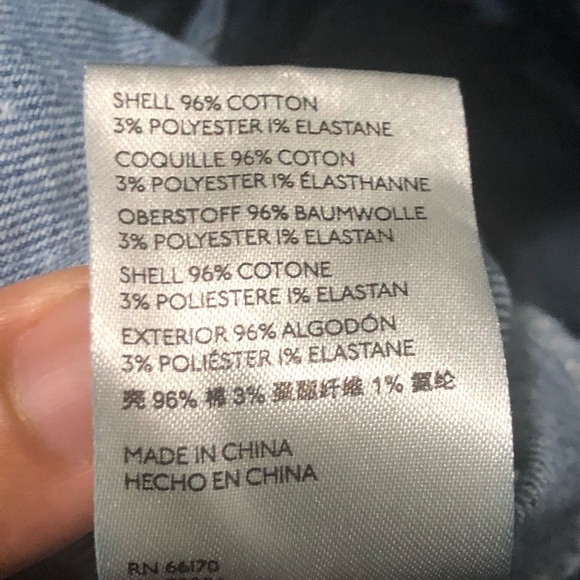 SHELL 96% COTTON
3% POLYESTER 1% ELASTANE
COQUILLE 96% COTON
3% POLYESTER 1% ÉLASTHANNE
OBERSTOFF 96% BAUMWOLLE
3% POLYESTER 1% ELASTAN
SHELL 96% COTONE
3% POLIESTERE 1% ELASTAN
EXTERIOR 96% ALGODÓN
3% POLIÉSTER 1% ELASTANE
96% 棉 3% 聚酯纤维 1% 氨纶
MADE IN CHINA
HECHO EN CHINA
RN 66170